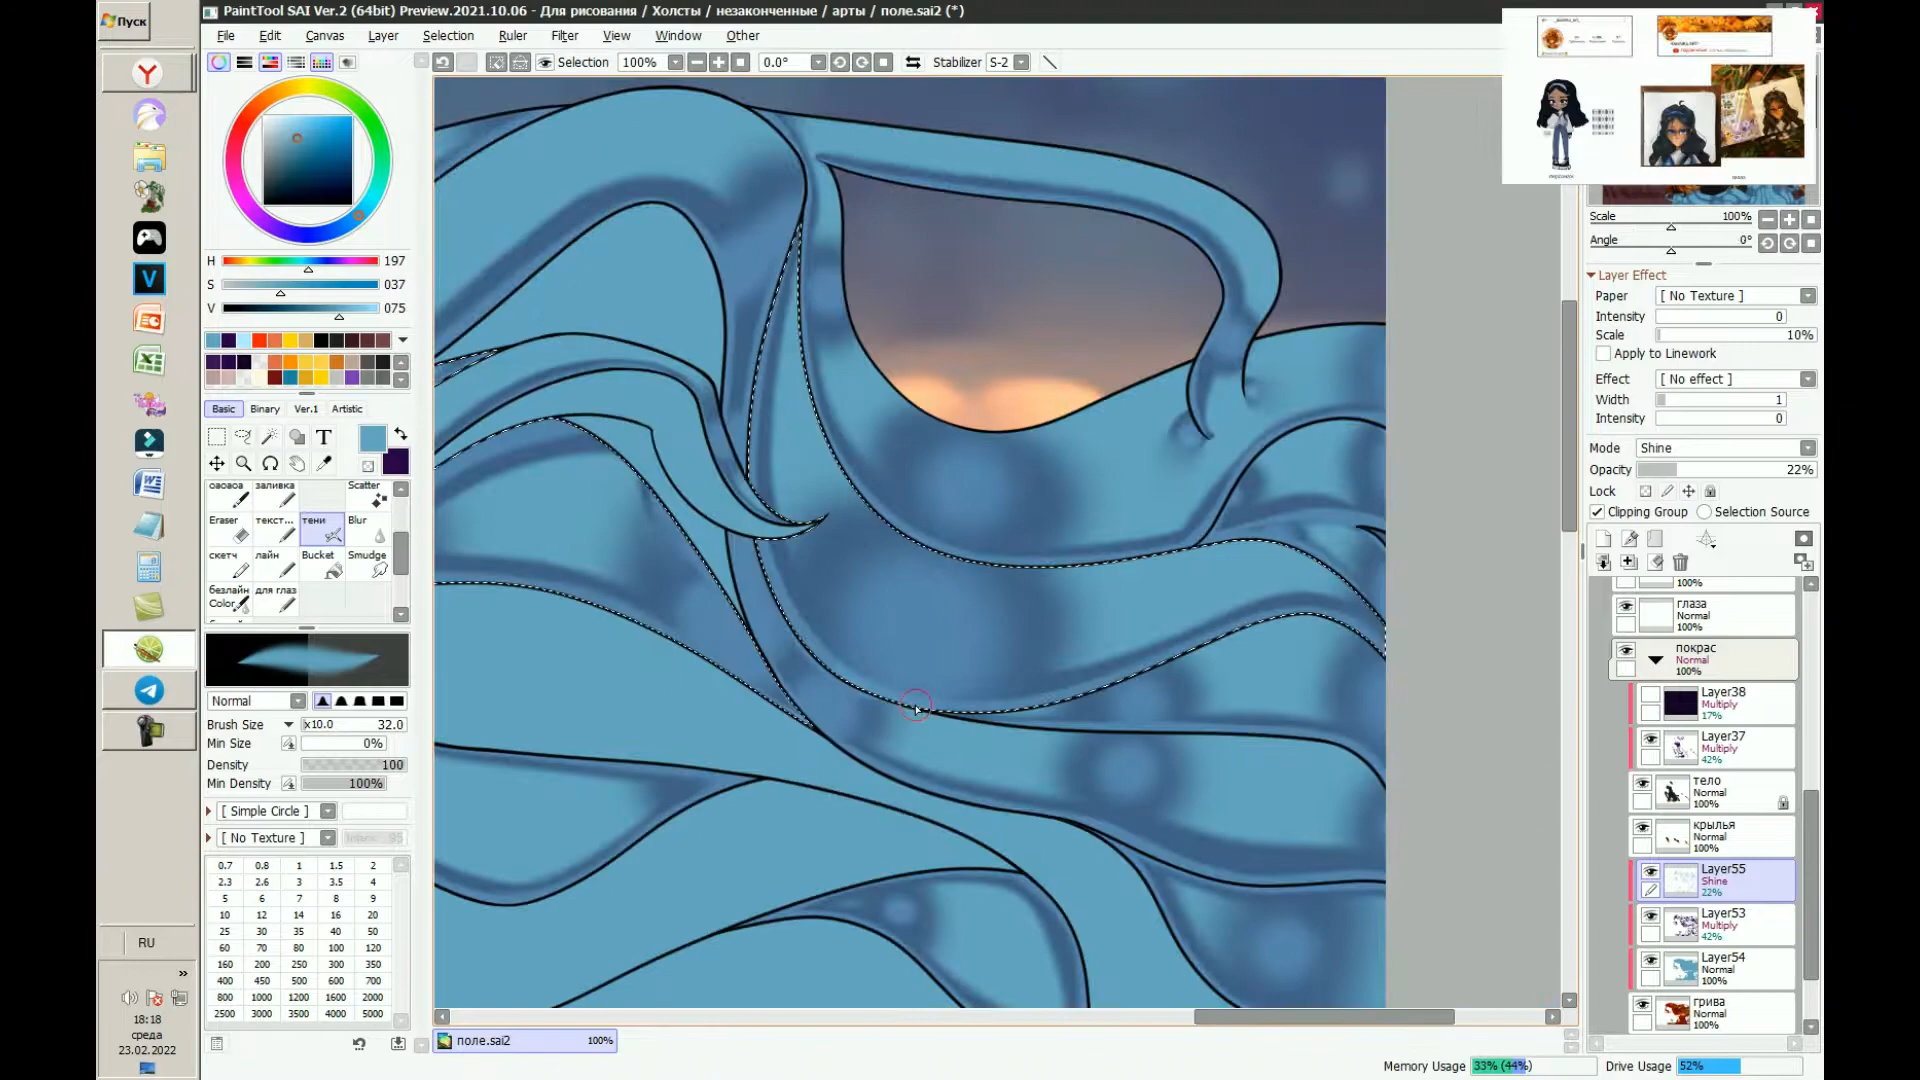 Пуск
PaintTool SAI Ver.2 (64bit) Preview.2021.10.06 - Для рисования / Холсты / незаконченные / арты / поле.sai2 (*)
File Edit Canvas Layer Selection Ruler Filter View Window Other
Selection 100% 0.0° Stabilizer S-2
H 197
S 037
V 075
Basic Binary Ver.1 Artistic
T
оаоаоа заливка Scatter
Eraser текст... тени Blur
скетч лайн Bucket Smudge
безлайн для глаз
Color
Normal
Brush Size x10.0 32.0
Min Size 0%
Density 100
Min Density 100%
[ Simple Circle ]
[ No Texture ] 95
0.7 0.8 1 1.5 2
2.3 2.6 3 3.5 4
5 6 7 8 9
10 12 14 16 20
25 30 35 40 50
60 70 80 100 120
160 200 250 300 350
400 450 500 600 700
800 1000 1200 1600 2000
2500 3000 3500 4000 5000
RU
18:18
среда
23.02.2022
поле.sai2 100%
Memory Usage 33% (44%) Drive Usage 52%
Scale 100%
Angle 0°
Layer Effect
Paper [ No Texture ]
Intensity 0
Scale 10%
Apply to Linework
Effect [ No effect ]
Width 1
Intensity 0
Mode Shine
Opacity 22%
Lock
Clipping Group Selection Source
100%
глаза
Normal
100%
покрас
Normal
100%
Layer38
Multiply
17%
Layer37
Multiply
42%
тело
Normal
100%
крылья
Normal
100%
Layer55
Shine
22%
Layer53
Multiply
42%
Layer54
Normal
100%
грива
Normal
100%